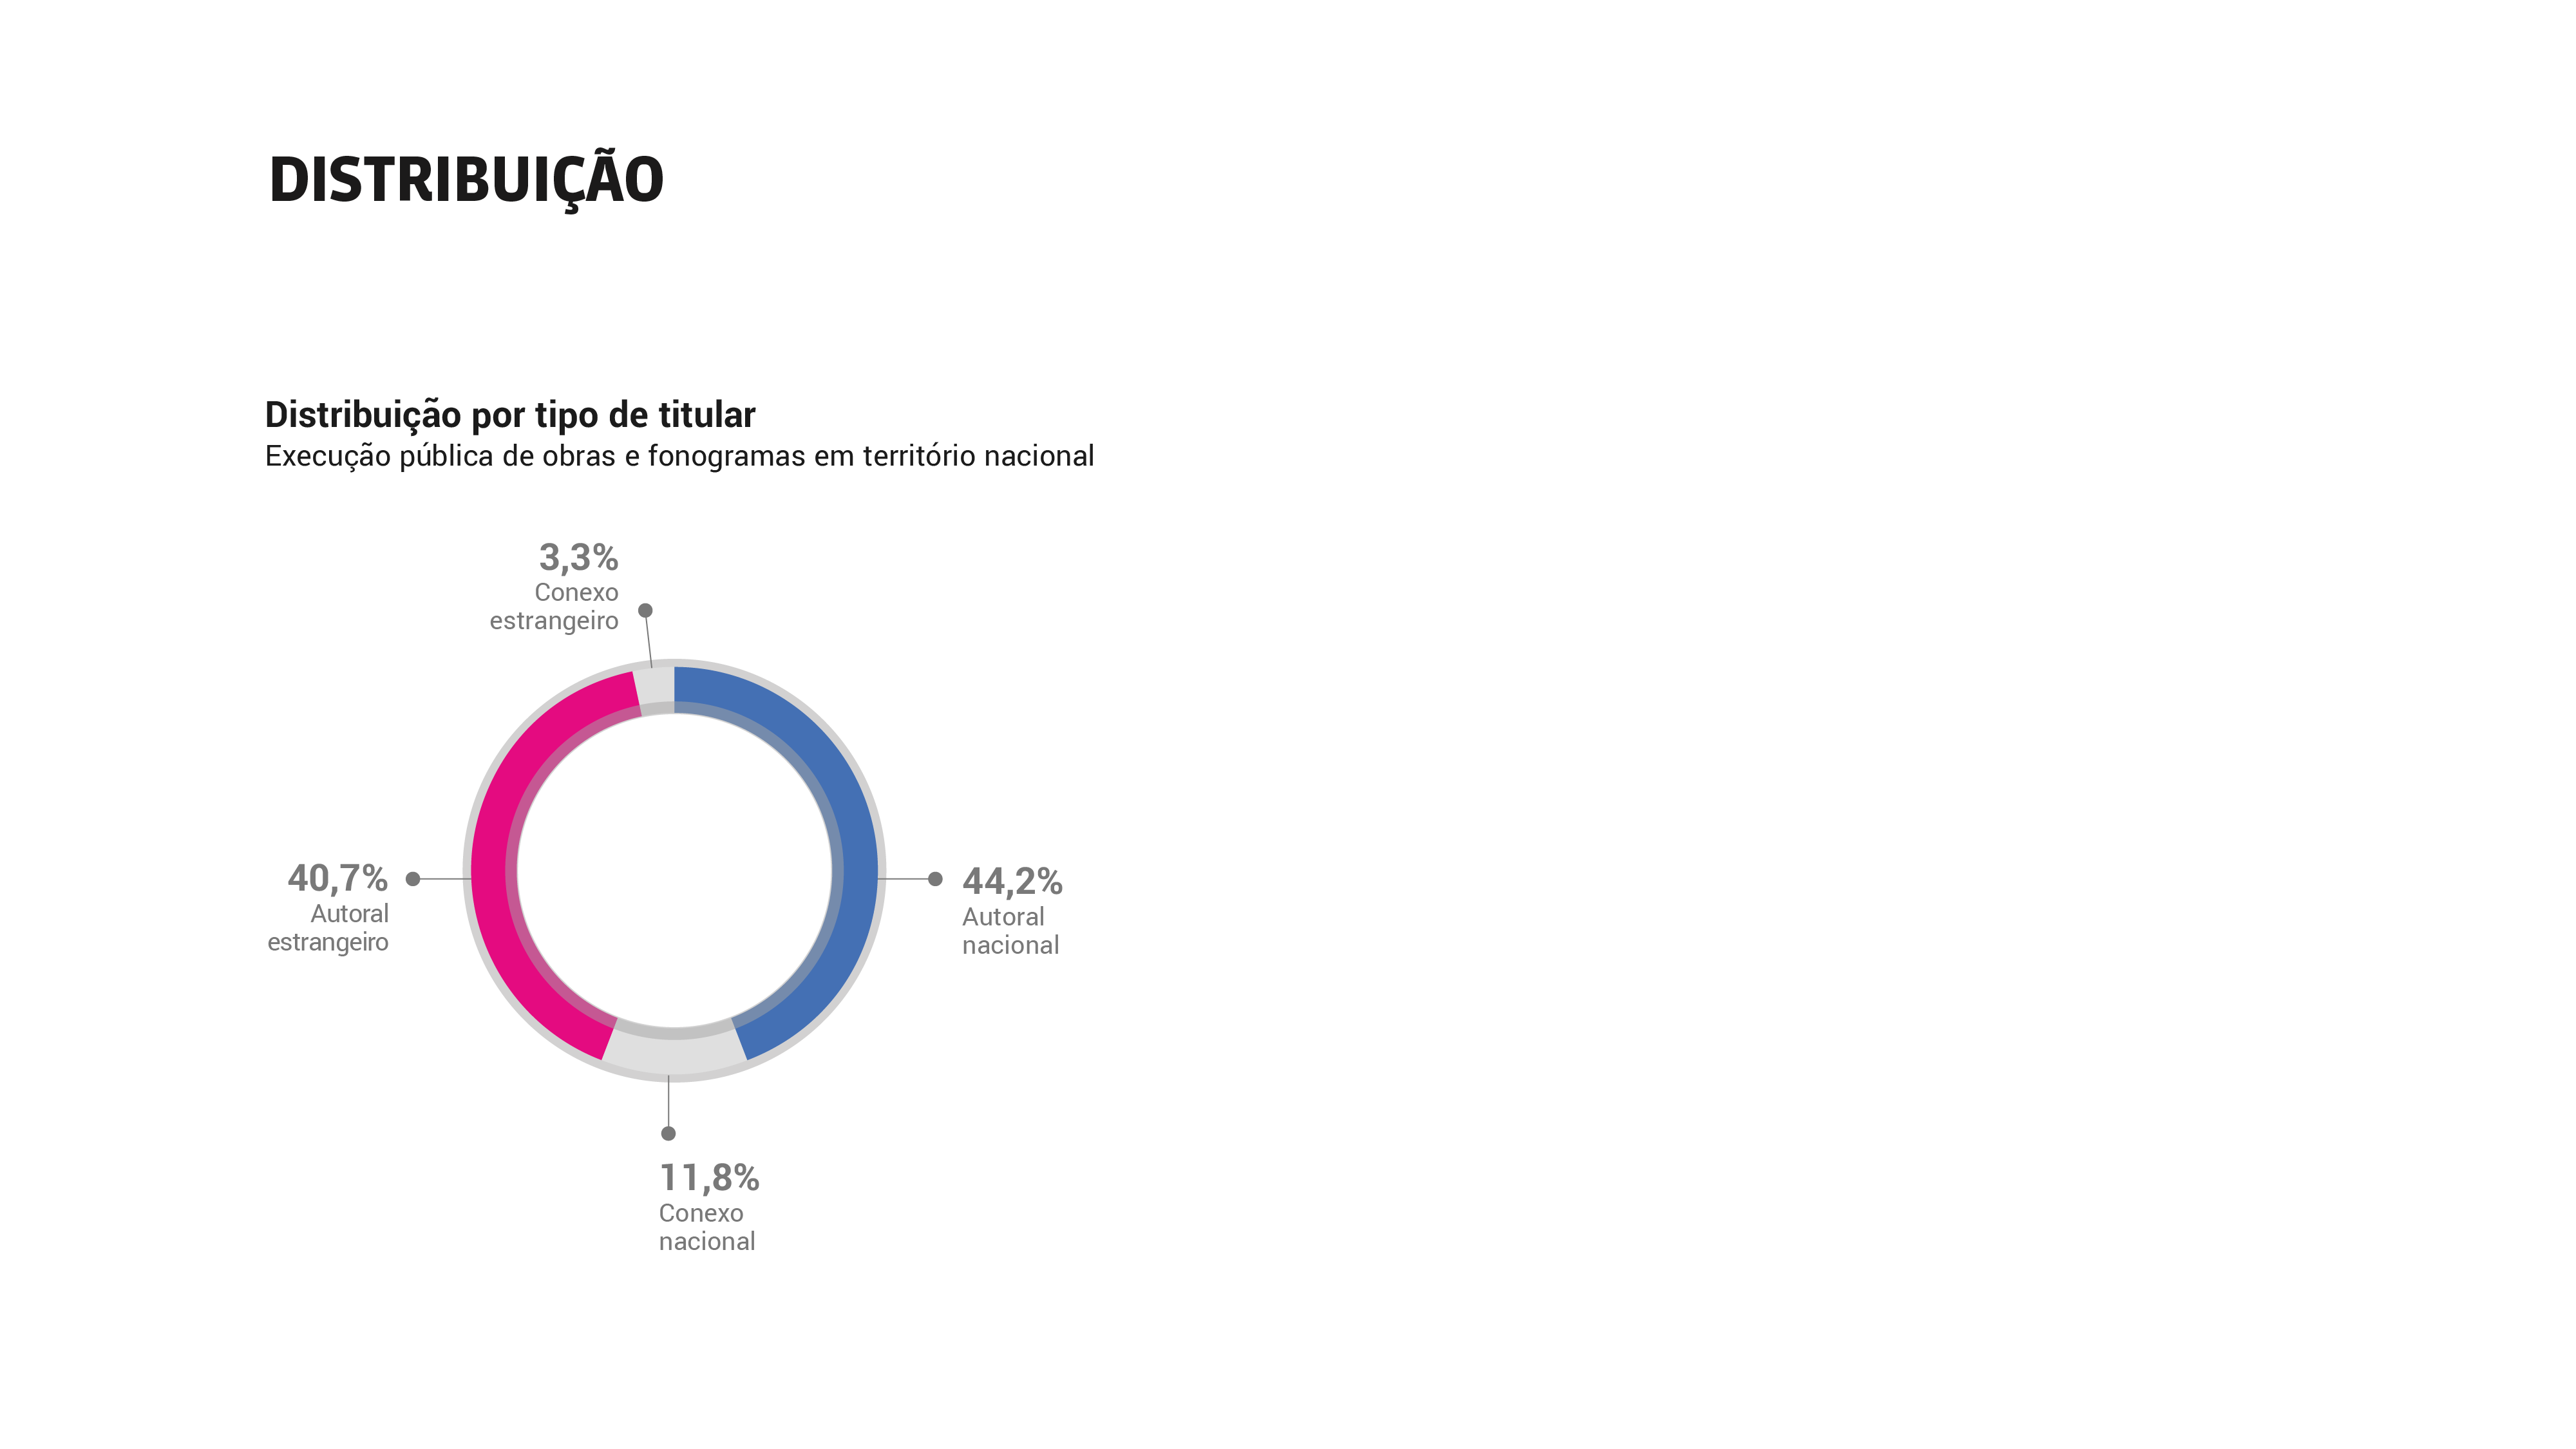 DISTRIBUIÇÃO
Distribuição por tipo de titular
Execução pública de obras e fonogramas em território nacional
3,3%
Conexo
estrangeiro
40,7%
Autoral
estrangeiro
44,2%
Autoral
nacional
11,8%
Conexo
nacional